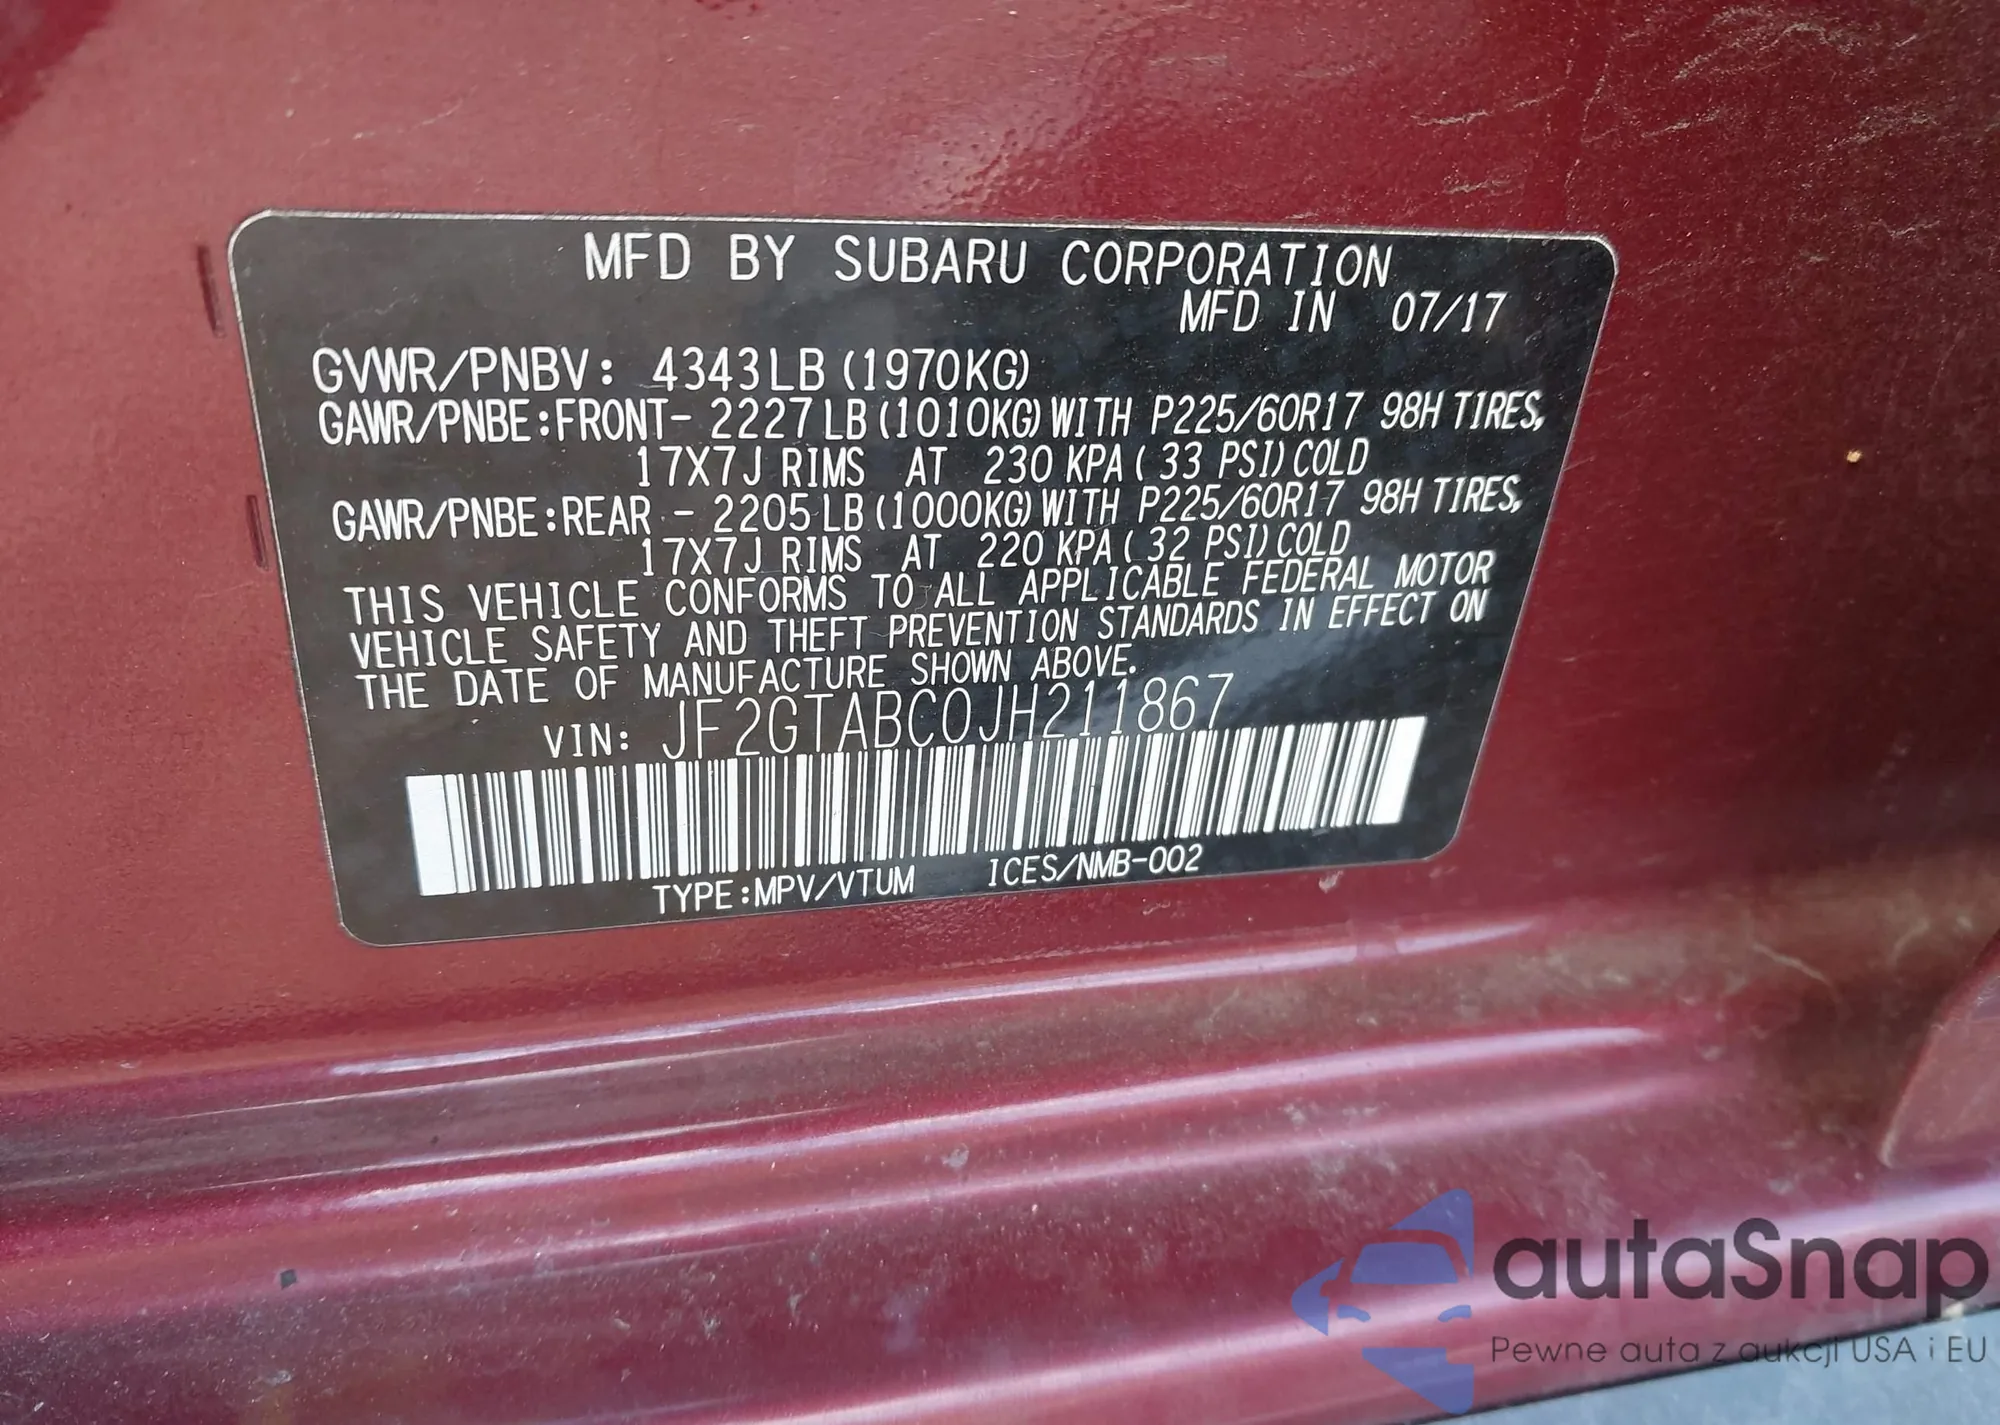 MFD BY SUBARU CORPORATION
MFD IN 07/17
GVWR/PNBV: 4343LB (1970KG)
GAWR/PNBE:FRONT- 2227LB (1010KG) WITH P225/60R17 98H TIRES,
17X7J RIMS AT 230 KPA ( 33 PSI) COLD
GAWR/PNBE:REAR - 2205LB (1000KG) WITH P225/60R17 98H TIRES,
17X7J RIMS AT 220 KPA ( 32 PSI) COLD
THIS VEHICLE CONFORMS TO ALL APPLICABLE FEDERAL MOTOR
VEHICLE SAFETY AND THEFT PREVENTION STANDARDS IN EFFECT ON
THE DATE OF MANUFACTURE SHOWN ABOVE.
VIN: JF2GTABC0JH211867
TYPE:MPV/VTUM ICES/NMB-002
autaSnap
Pewne auta z aukcji USA i EU